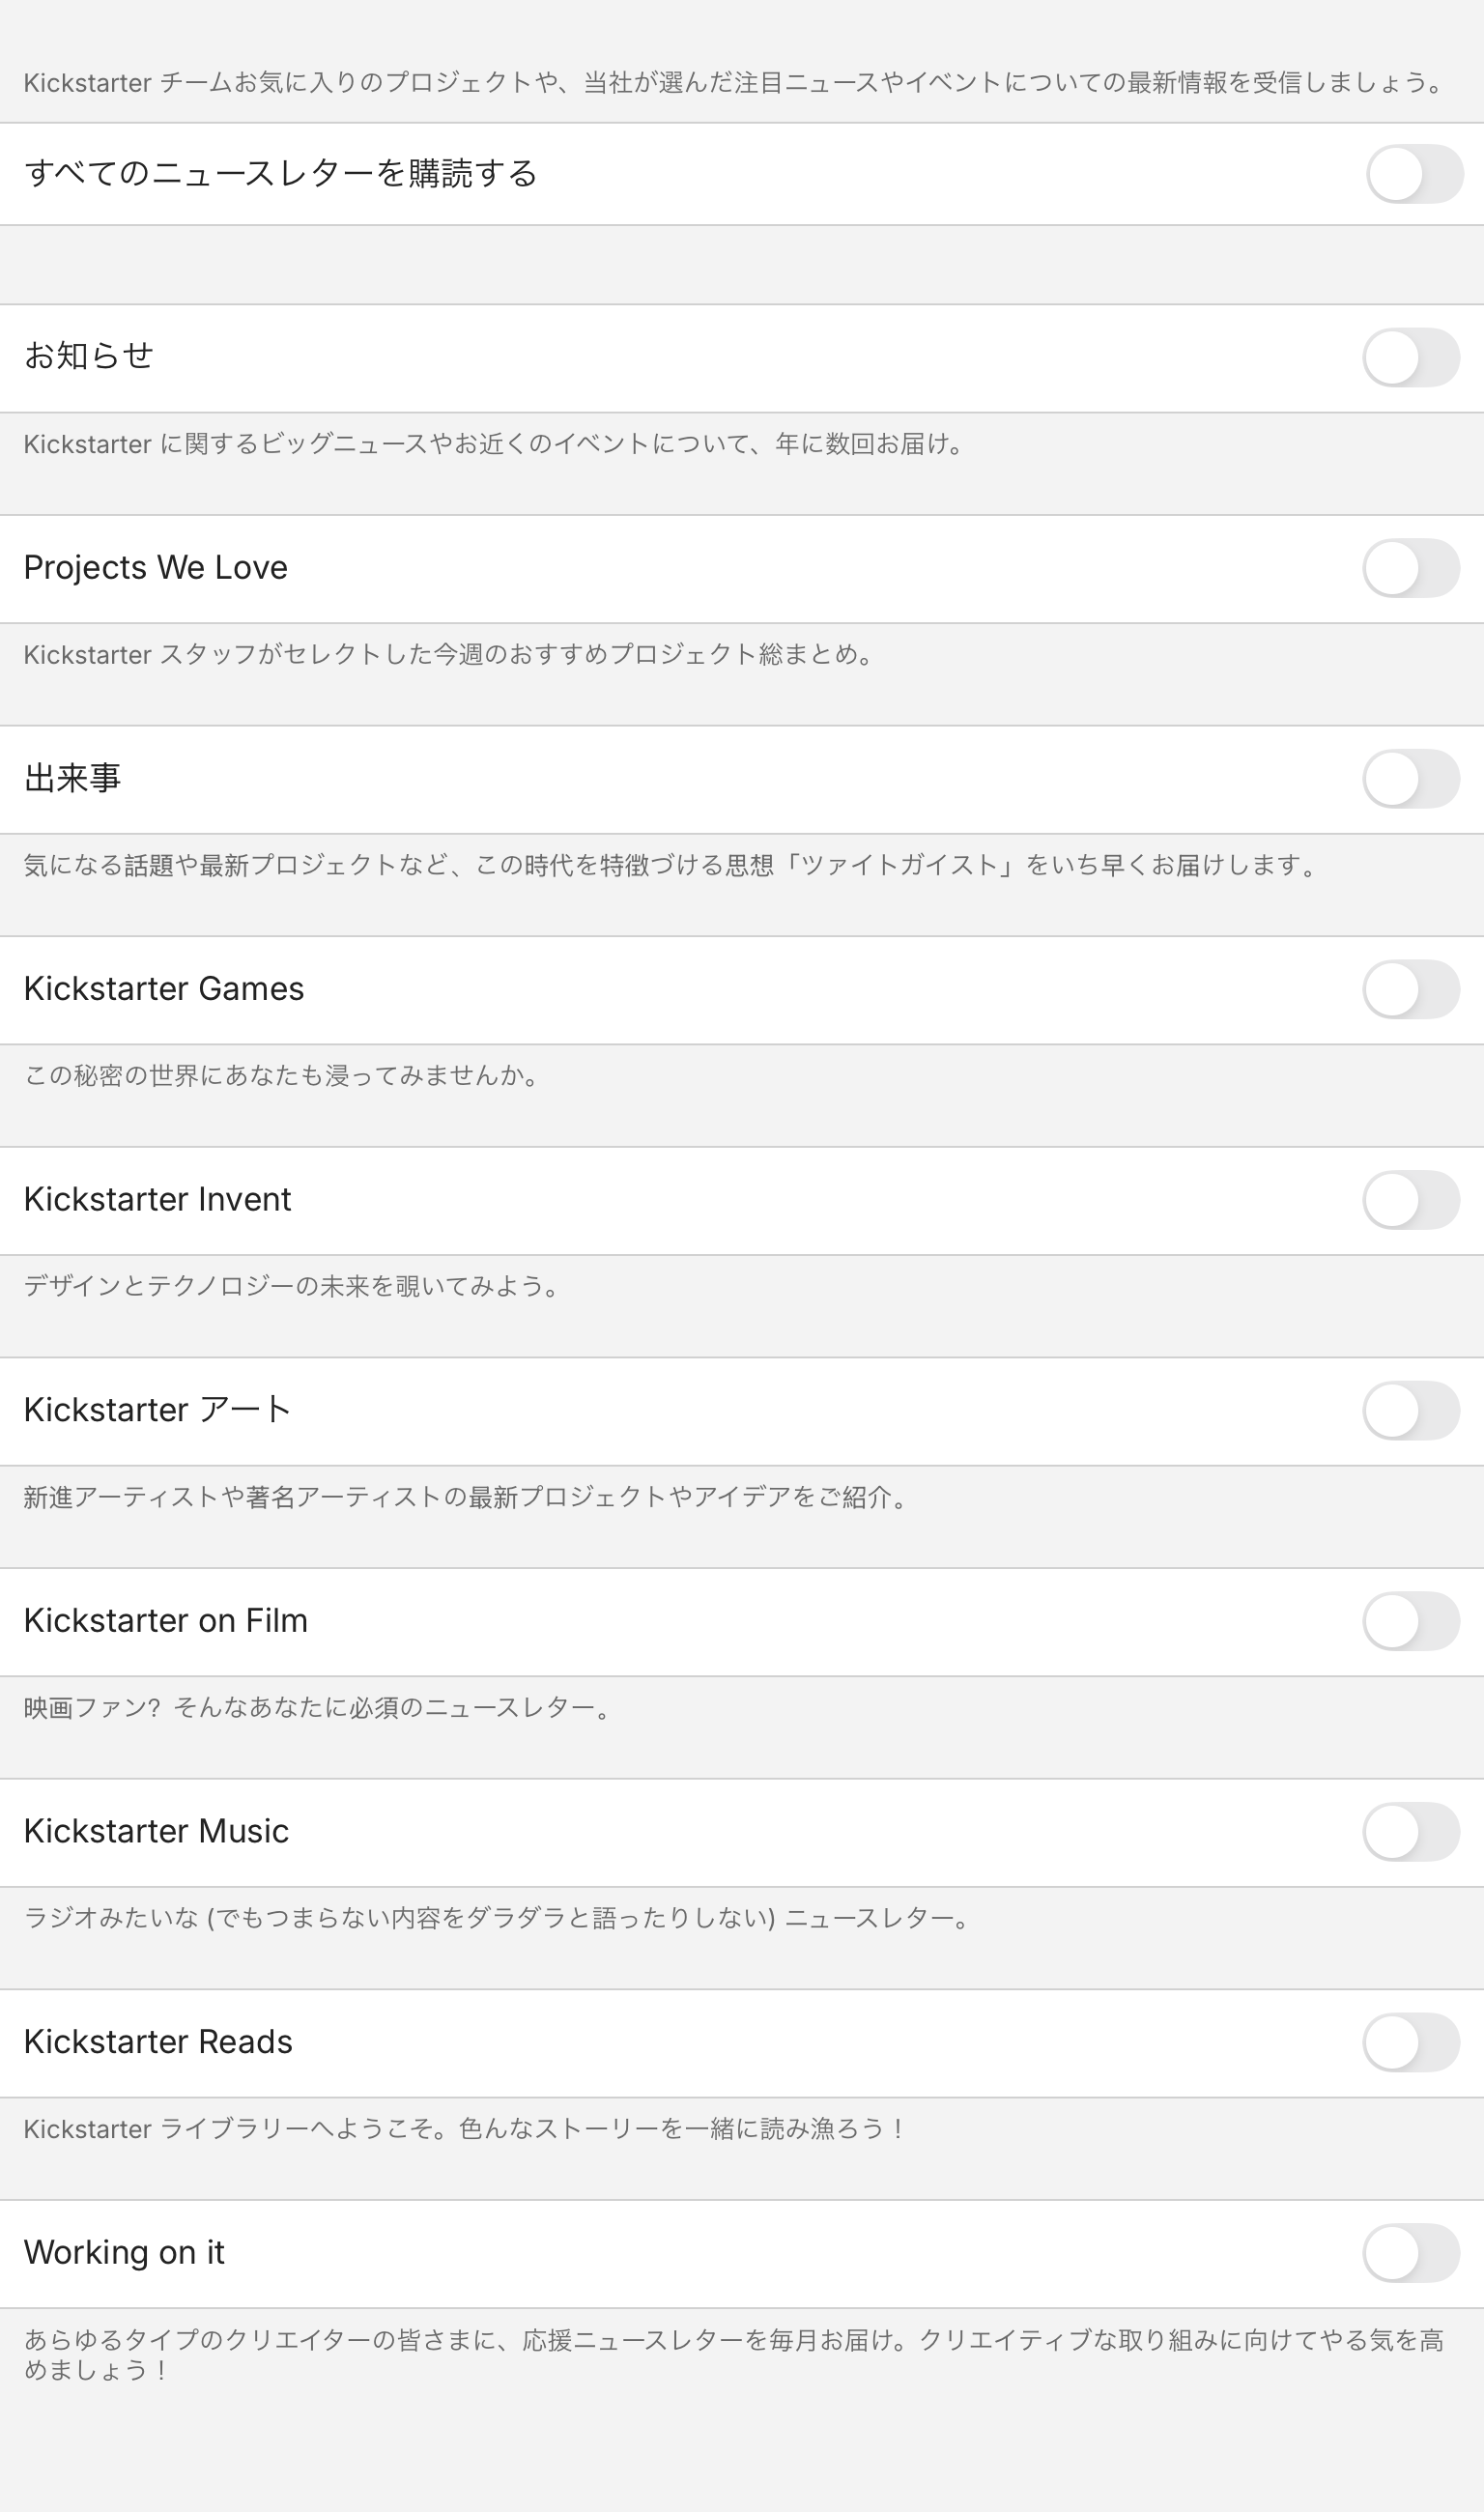 Kickstarter チームお気に入りのプロジェクトや、当社が選んだ注目ニュースやイベントについての最新情報を受信しましょう。
すべてのニュースレターを購読する
お知らせ
Kickstarter に関するビッグニュースやお近くのイベントについて、年に数回お届け。
Projects We Love
Kickstarter スタッフがセレクトした今週のおすすめプロジェクト総まとめ。
出来事
気になる話題や最新プロジェクトなど、この時代を特徴づける思想「ツァイトガイスト」をいち早くお届けします。
Kickstarter Games
この秘密の世界にあなたも浸ってみませんか。
Kickstarter Invent
デザインとテクノロジーの未来を覗いてみよう。
Kickstarter アート
新進アーティストや著名アーティストの最新プロジェクトやアイデアをご紹介。
Kickstarter on Film
映画ファン? そんなあなたに必須のニュースレター。
Kickstarter Music
ラジオみたいな (でもつまらない内容をダラダラと語ったりしない) ニュースレター。
Kickstarter Reads
Kickstarter ライブラリーへようこそ。色んなストーリーを一緒に読み漁ろう！
Working on it
あらゆるタイプのクリエイターの皆さまに、応援ニュースレターを毎月お届け。クリエイティブな取り組みに向けてやる気を高
めましょう！